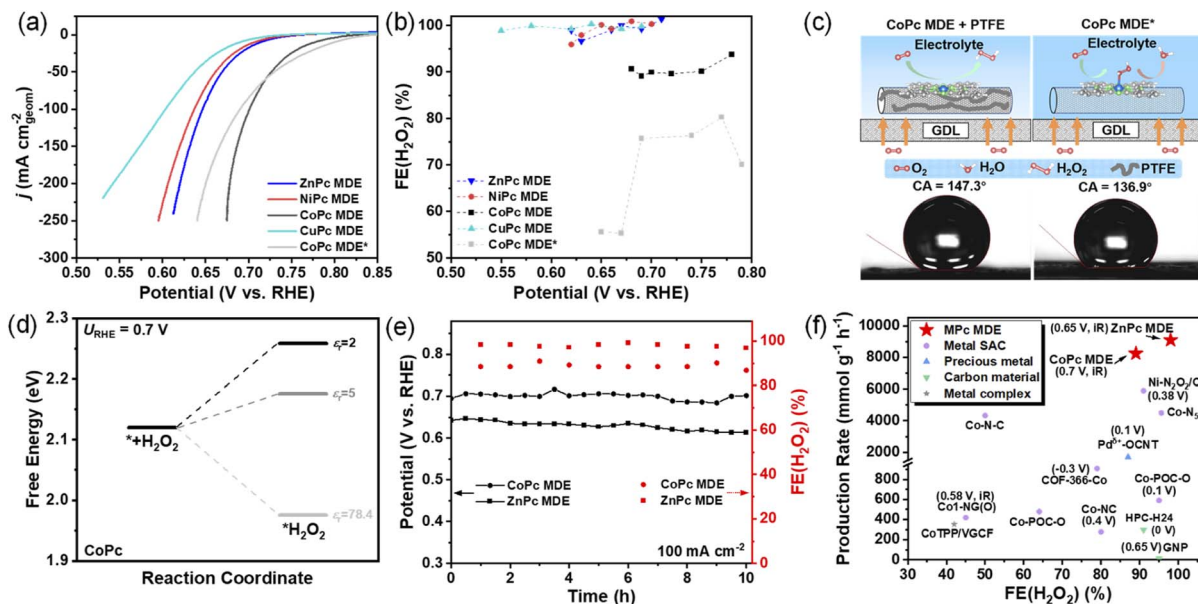 (a)
0
-50
-100
-150
-200
-250
-300
j (mA cm⁻²geom)
ZnPc MDE
NiPc MDE
CoPc MDE
CuPc MDE
CoPc MDE*
0.50 0.55 0.60 0.65 0.70 0.75 0.80 0.85
Potential (V vs. RHE)
(b)
100
90
80
70
60
50
FE(H₂O₂) (%)
ZnPc MDE
NiPc MDE
CoPc MDE
CuPc MDE
CoPc MDE*
0.50 0.55 0.60 0.65 0.70 0.75 0.80
Potential (V vs. RHE)
(c)
CoPc MDE + PTFE CoPc MDE*
Electrolyte Electrolyte
GDL GDL
O₂ H₂O H₂O₂ PTFE
CA = 147.3° CA = 136.9°
(d)
2.3
2.2
2.1
2.0
1.9
Free Energy (eV)
U_RHE = 0.7 V
εr=2
εr=5
*+H₂O₂
εr=78.4
*H₂O₂
CoPc
Reaction Coordinate
(e)
0.8
0.7
0.6
0.5
0.4
0.3
Potential (V vs. RHE)
100
80
60
40
20
0
FE(H₂O₂) (%)
CoPc MDE CoPc MDE
ZnPc MDE ZnPc MDE
100 mA cm⁻²
0 2 4 6 8 10
Time (h)
(f)
10000
9000
8000
7000
6000
5000
4000
3000
2000
800
600
400
200
0
Production Rate (mmol g⁻¹ h⁻¹)
MPc MDE
Metal SAC
Precious metal
Carbon material
Metal complex
(0.65 V, iR) ZnPc MDE
CoPc MDE
(0.7 V, iR)
Ni-N₂O₂/C
(0.38 V)
Co-N₅
Co-N-C
(0.1 V)
Pdδ⁺-OCNT
(-0.3 V)
COF-366-Co
Co-POC-O
(0.1 V)
(0.58 V, iR)
Co1-NG(O)
CoTPP/VGCF
Co-POC-O
Co-NC
(0.4 V)
HPC-H24
(0 V)
(0.65 V) GNP
30 40 50 60 70 80 90 100
FE(H₂O₂) (%)